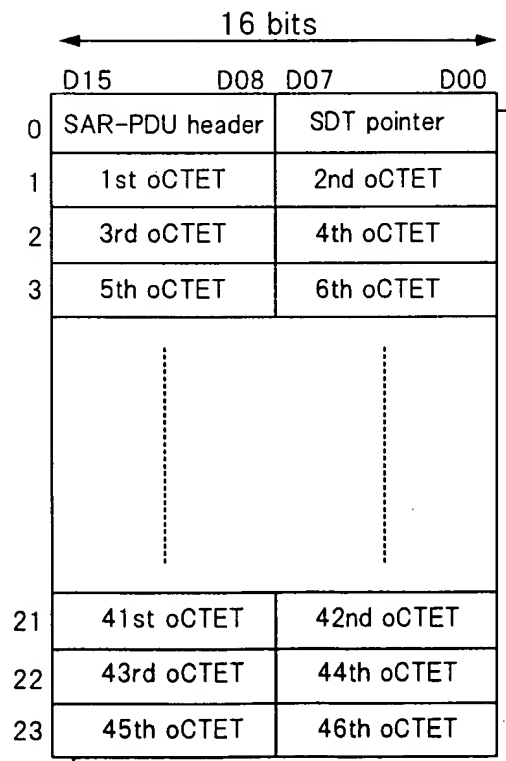 16 bits
D15 D08 D07 D00
0 SAR-PDU header SDT pointer
1 1st oCTET 2nd oCTET
2 3rd oCTET 4th oCTET
3 5th oCTET 6th oCTET
21 41st oCTET 42nd oCTET
22 43rd oCTET 44th oCTET
23 45th oCTET 46th oCTET